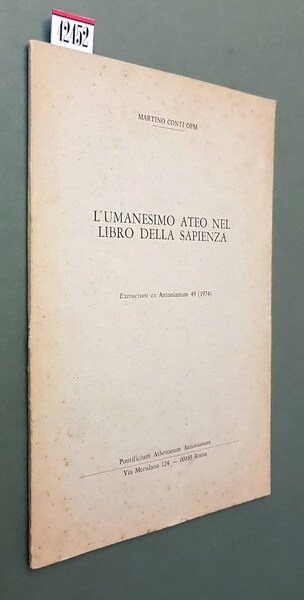 42452
MARTINO CONTI OFM
L'UMANESIMO ATEO NEL
LIBRO DELLA SAPIENZA
Extractum ex Antonianum 49 (1974)
Pontificium Athenaeum Antonianum
Via Merulana 124 — 00185 Roma